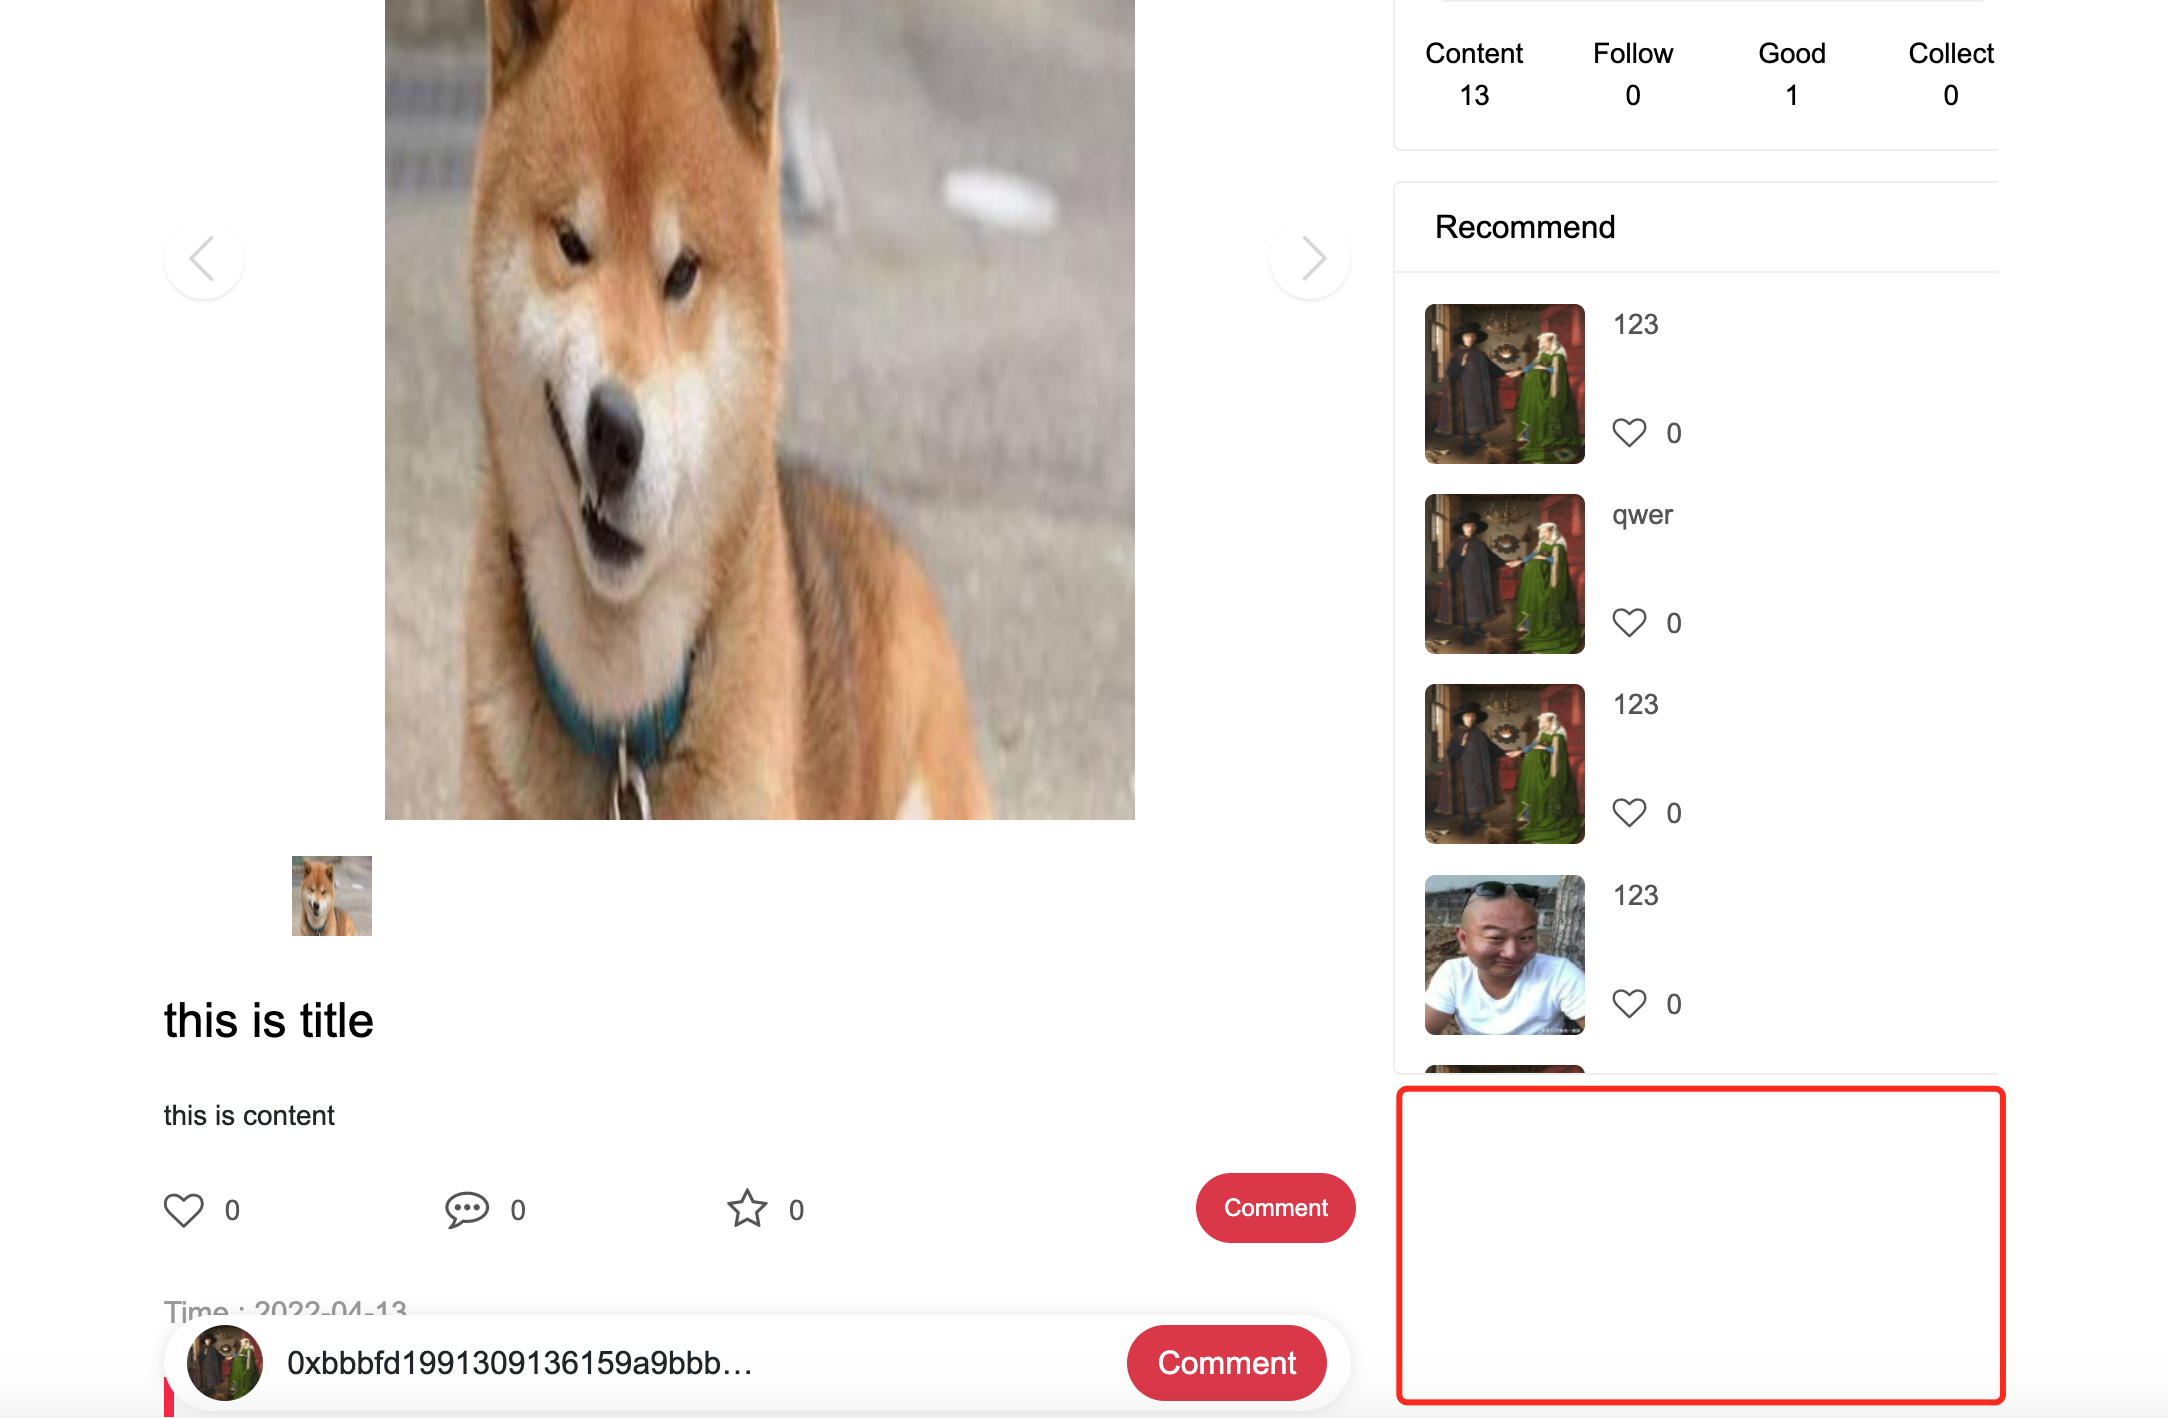 Content Follow Good Collect
13 0 1 0
Recommend
123
0
qwer
0
123
0
123
0
this is title
this is content
0 0 0 Comment
Time : 2022-04-13
0xbbbfd1991309136159a9bbb... Comment